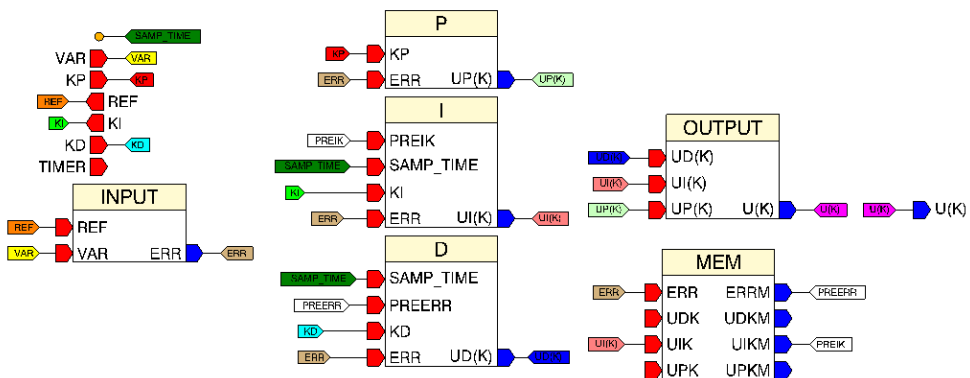 SAMP_TIME
VAR VAR
KP KP
REF REF
KI KI
KD KD
TIMER
INPUT
REF REF
VAR VAR ERR ERR
P
KP KP
ERR ERR UP(K) UP(K)
I
PREIK PREIK
SAMP_TIME SAMP_TIME
KI KI
ERR ERR UI(K) UI(K)
D
SAMP_TIME SAMP_TIME
PREERR PREERR
KD KD
ERR ERR UD(K) UD(K)
OUTPUT
UD(K) UD(K)
UI(K) UI(K)
UP(K) UP(K) U(K) U(K) U(K) U(K)
MEM
ERR ERR ERRM PREERR
UDK UDKM
UI(K) UIK UIKM PREIK
UPK UPKM